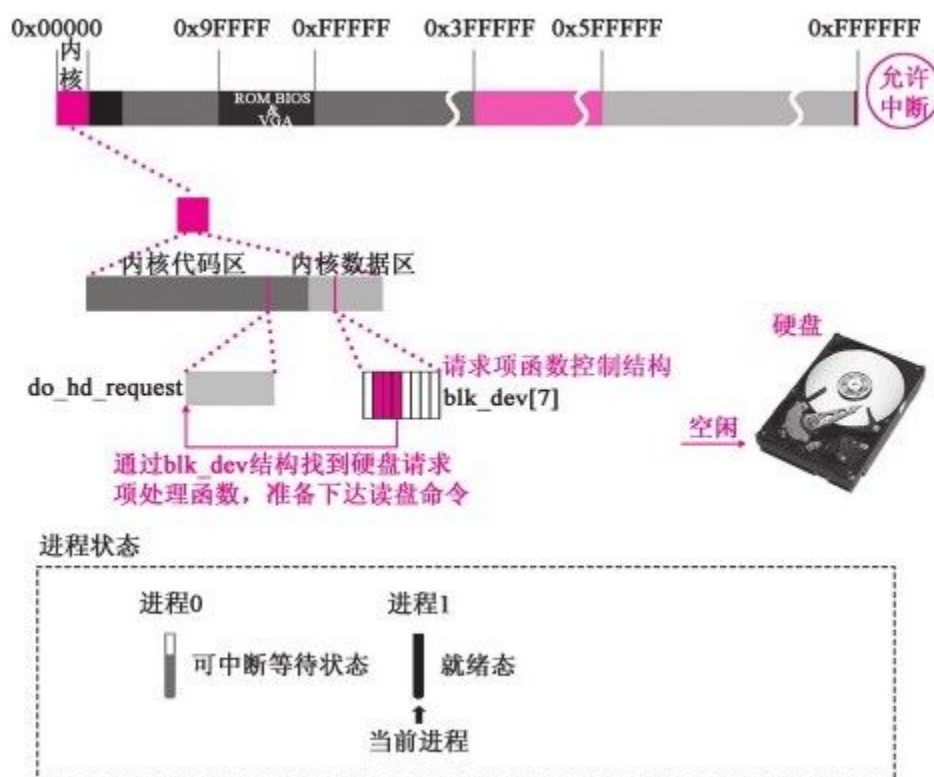 0x00000 0x9FFFF 0xFFFFF 0x3FFFFF 0x5FFFFF 0xFFFFFF
内核
ROM BIOS
&
VGA
允许
中断
内核代码区 内核数据区
硬盘
请求项函数控制结构
do_hd_request
blk_dev[7]
空闲
通过blk_dev结构找到硬盘请求
项处理函数，准备下达读盘命令
进程状态
进程0 进程1
可中断等待状态 就绪态
当前进程